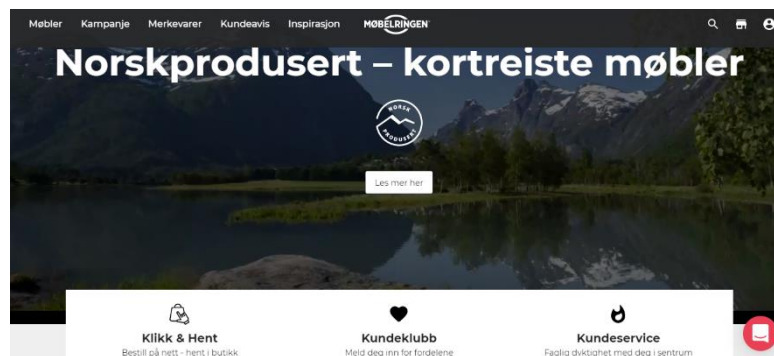 Møbler Kampanje Merkevarer Kundeavis Inspirasjon MØBELRINGEN
Norskprodusert – kortreiste møbler
NORSK
PRODUSERT
Les mer her
Klikk & Hent Kundeklubb Kundeservice
Bestill på nett - hent i butikk Meld deg inn for fordelene Faglig dyktighet med deg i sentrum